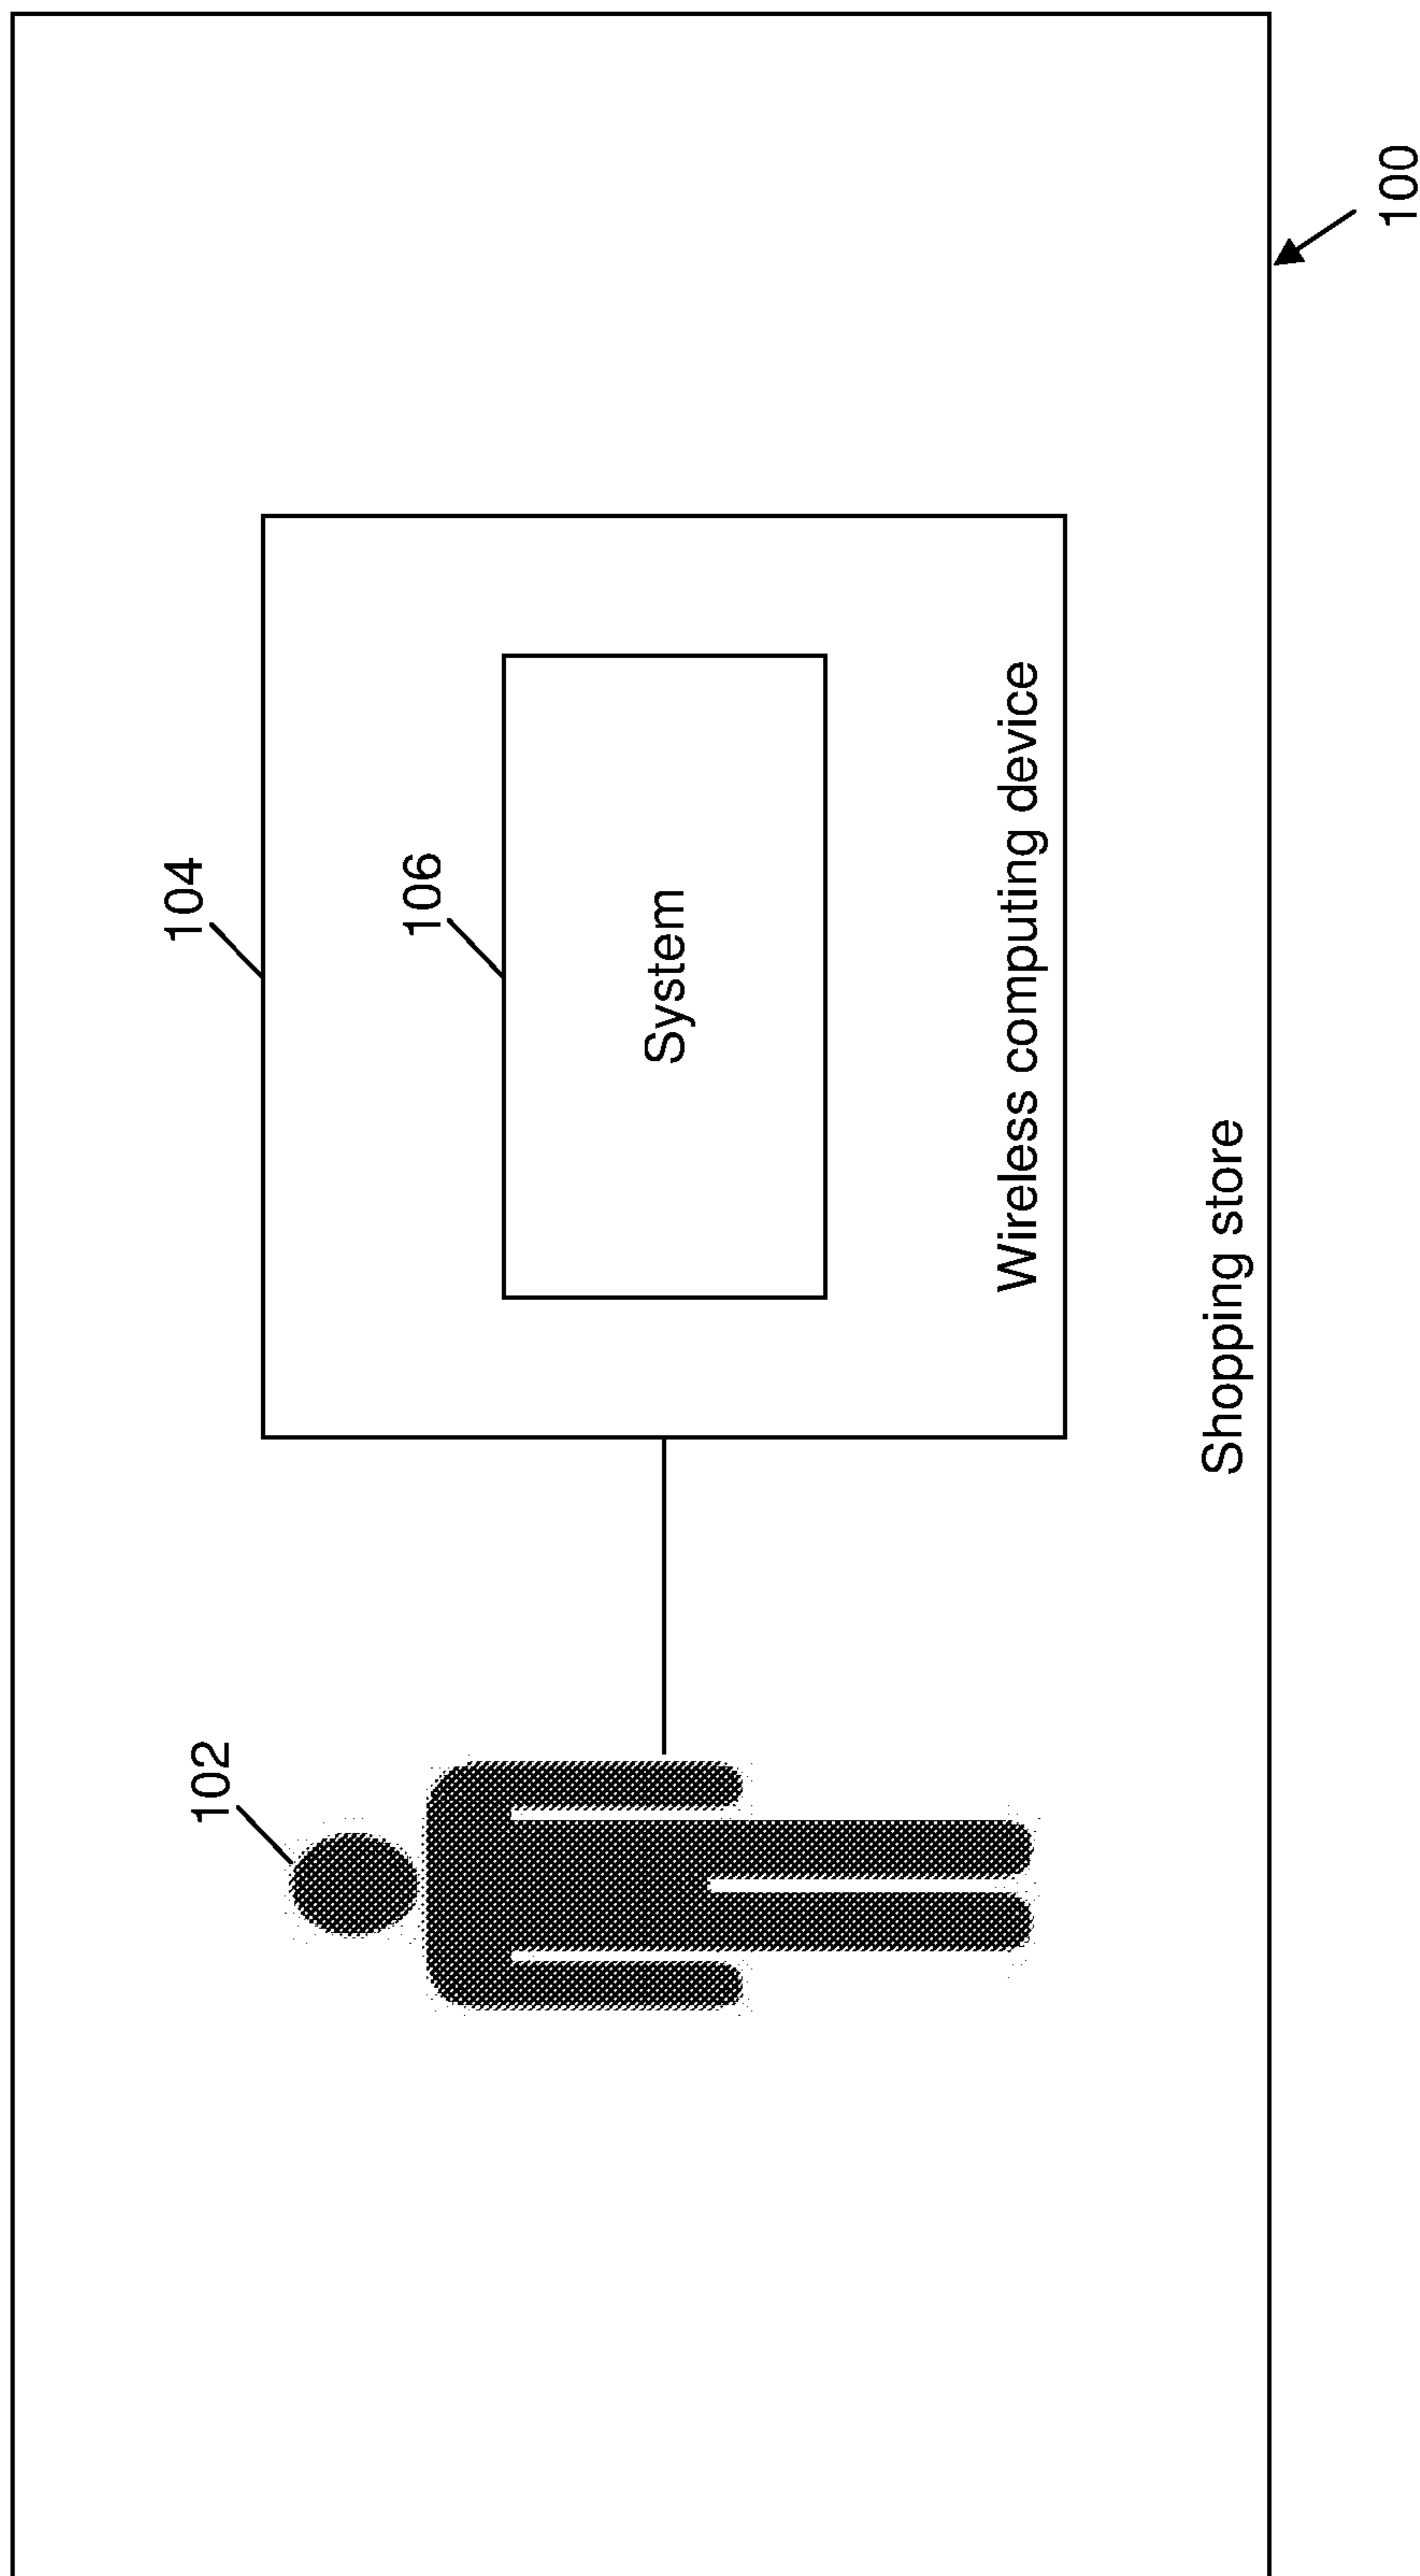 102
104
106
System
Wireless computing device
Shopping store
100